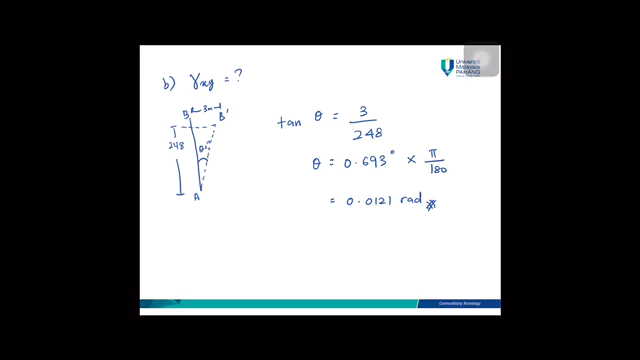 Universiti
Malaysia
PAHANG
b) γxy = ?
B 3mm B'
248
θ
A
tan θ = 3/248
θ = 0.693° × π/180
= 0.0121 rad
Communitising Technology